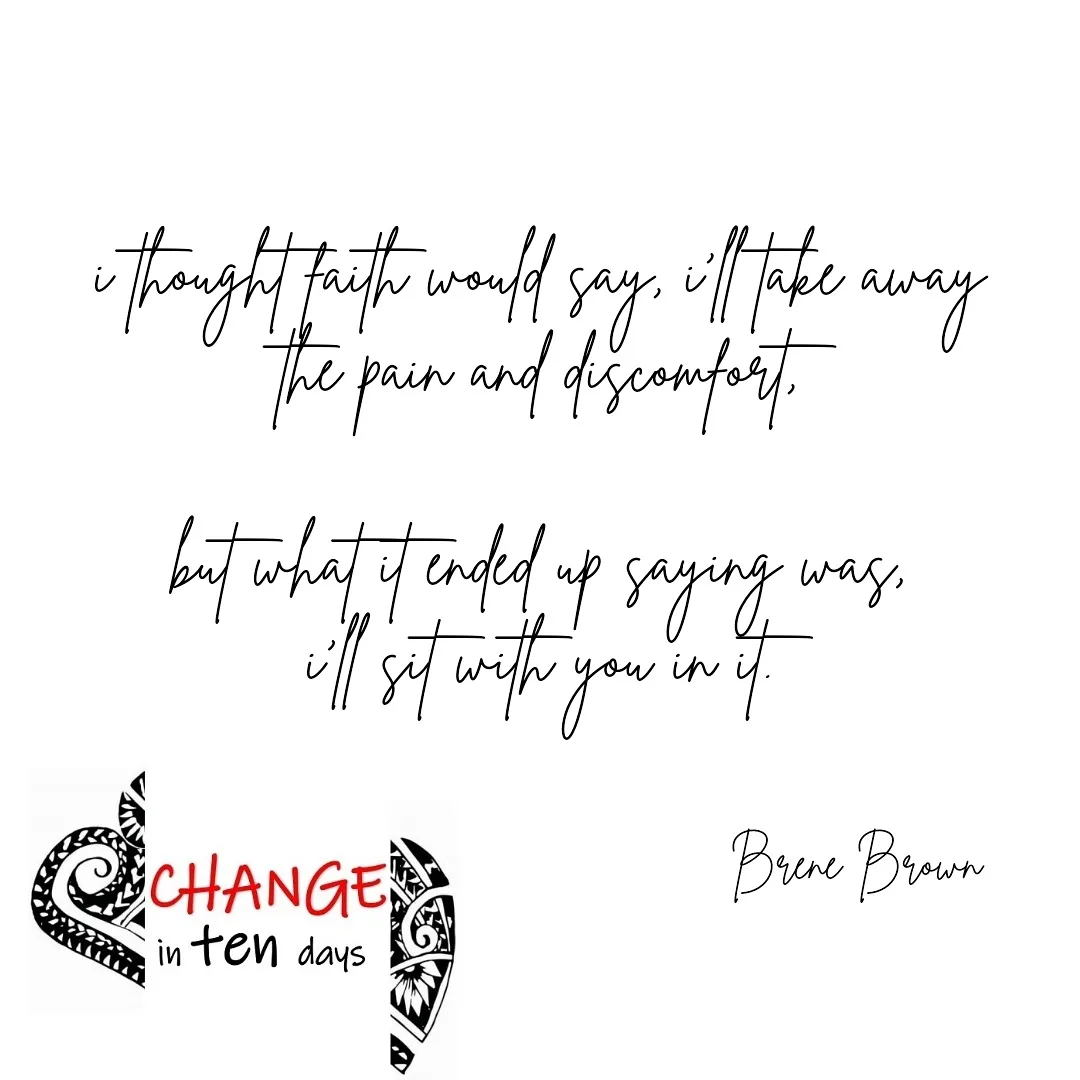 i thought faith would say, i'll take away
the pain and discomfort,
but what it ended up saying was,
i'll sit with you in it.
Brene Brown
CHANGE
in ten days